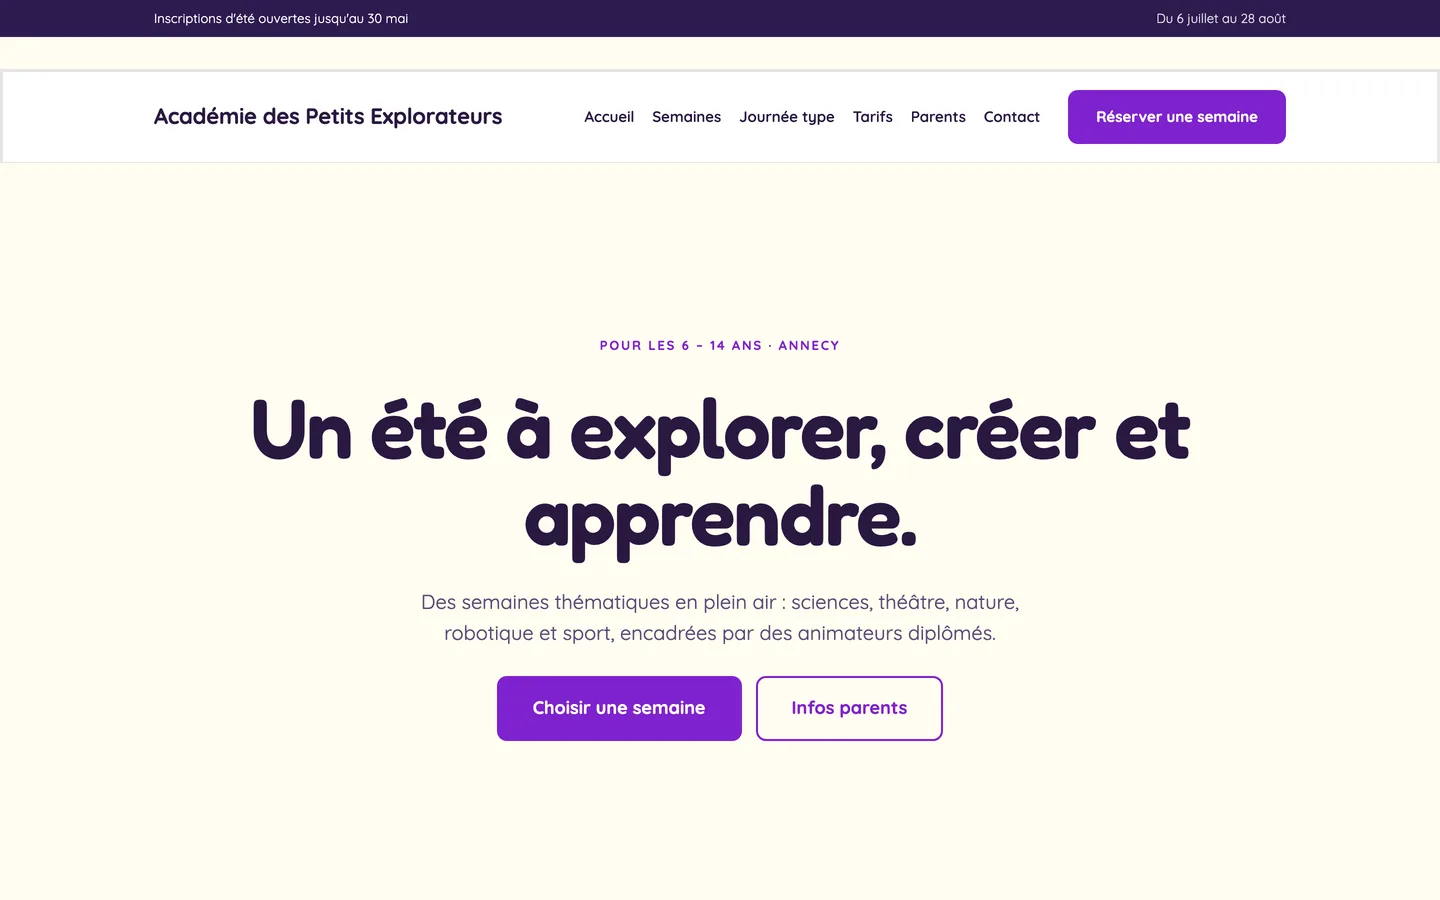 Inscriptions d'été ouvertes jusqu'au 30 mai
Du 6 juillet au 28 août
Académie des Petits Explorateurs
Accueil
Semaines
Journée type
Tarifs
Parents
Contact
Réserver une semaine
POUR LES 6 – 14 ANS · ANNECY
Un été à explorer, créer et
apprendre.
Des semaines thématiques en plein air : sciences, théâtre, nature,
robotique et sport, encadrées par des animateurs diplômés.
Choisir une semaine
Infos parents